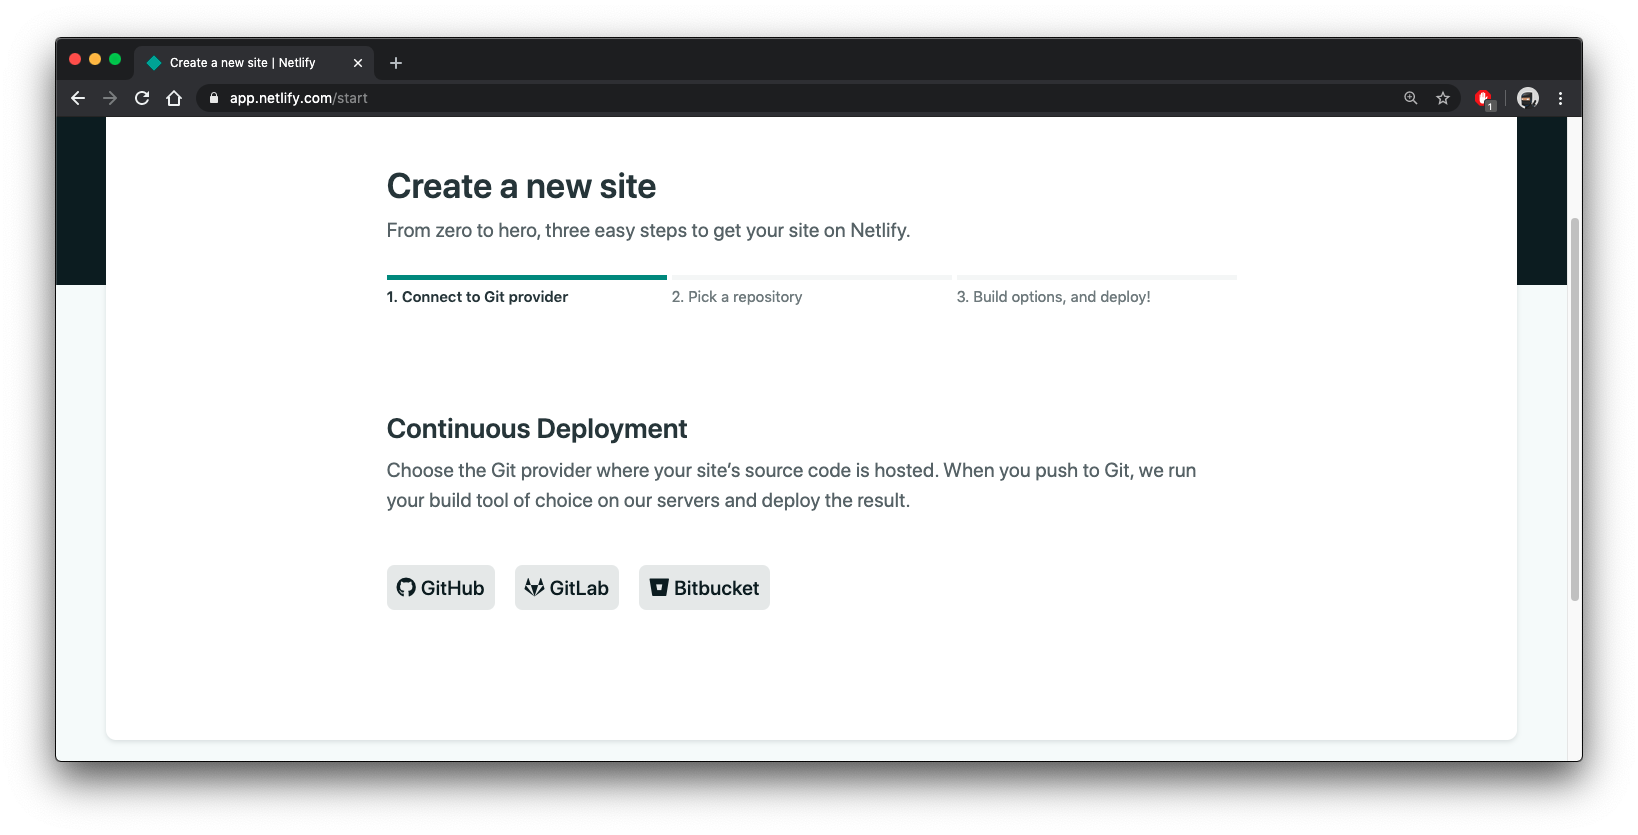 Create a new site | Netlify
app.netlify.com/start
1
Create a new site
From zero to hero, three easy steps to get your site on Netlify.
1. Connect to Git provider
2. Pick a repository
3. Build options, and deploy!
Continuous Deployment
Choose the Git provider where your site’s source code is hosted. When you push to Git, we run
your build tool of choice on our servers and deploy the result.
GitHub
GitLab
Bitbucket